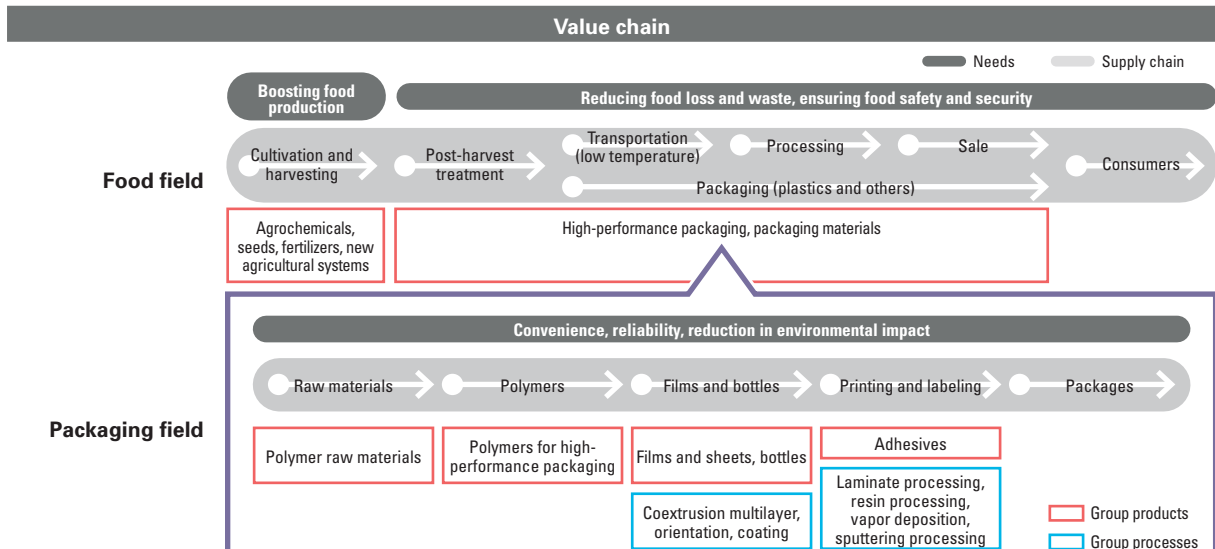 Value chain
Needs
Supply chain
Boosting food
production
Reducing food loss and waste, ensuring food safety and security
Food field
Cultivation and
harvesting
Post-harvest
treatment
Transportation
(low temperature)
Processing
Sale
Packaging (plastics and others)
Consumers
Agrochemicals,
seeds, fertilizers, new
agricultural systems
High-performance packaging, packaging materials
Convenience, reliability, reduction in environmental impact
Packaging field
Raw materials
Polymers
Films and bottles
Printing and labeling
Packages
Polymer raw materials
Polymers for high-
performance packaging
Films and sheets, bottles
Adhesives
Coextrusion multilayer,
orientation, coating
Laminate processing,
resin processing,
vapor deposition,
sputtering processing
Group products
Group processes